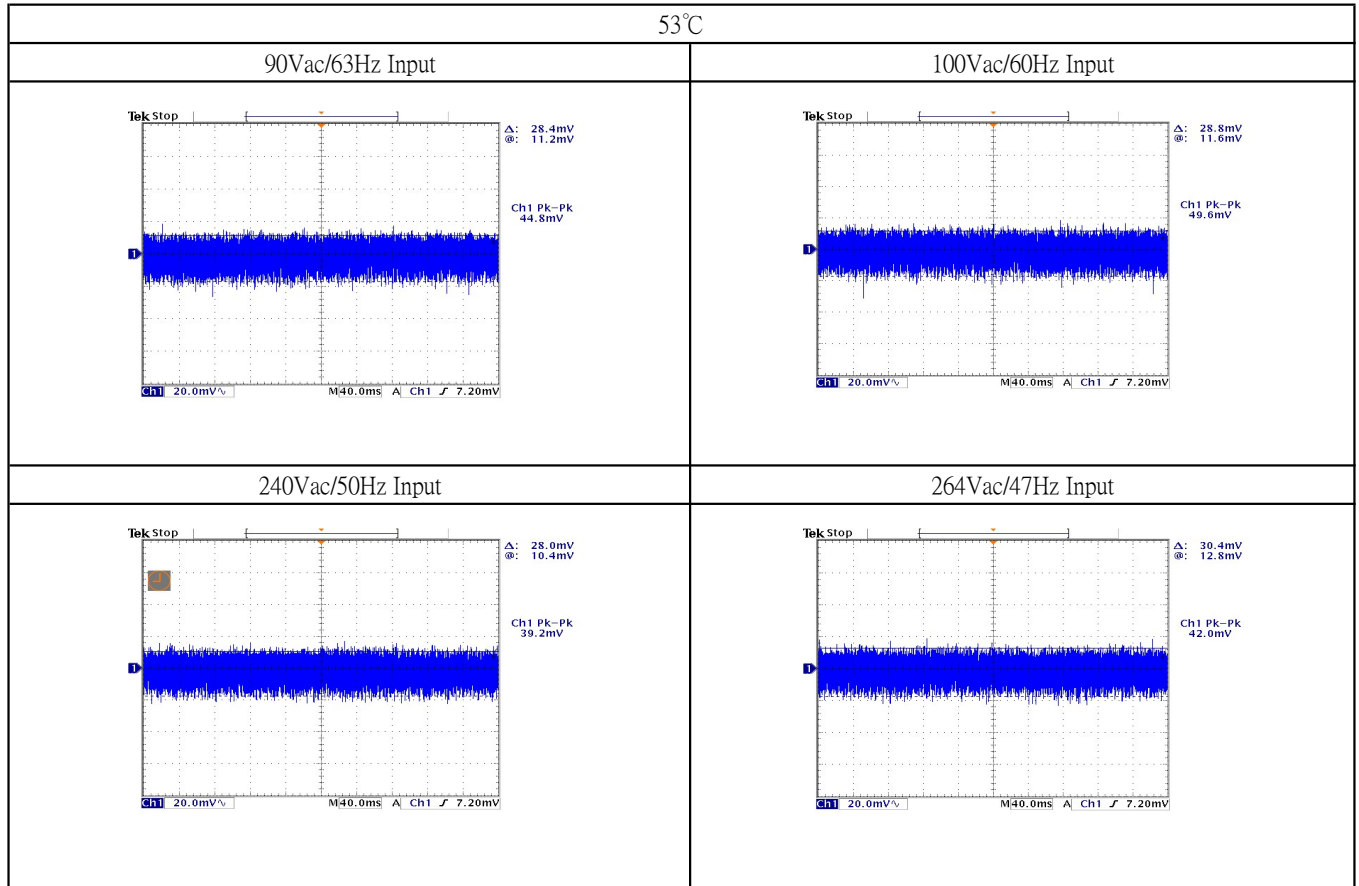 53℃
90Vac/63Hz Input
100Vac/60Hz Input
Tek Stop
Δ: 28.4mV
@: 11.2mV
Ch1 Pk-Pk
44.8mV
1
Ch1 20.0mV∿ M 40.0ms A Ch1 ʃ 7.20mV
Tek Stop
Δ: 28.8mV
@: 11.6mV
Ch1 Pk-Pk
49.6mV
1
Ch1 20.0mV∿ M 40.0ms A Ch1 ʃ 7.20mV
240Vac/50Hz Input
264Vac/47Hz Input
Tek Stop
Δ: 28.0mV
@: 10.4mV
Ch1 Pk-Pk
39.2mV
1
Ch1 20.0mV∿ M 40.0ms A Ch1 ʃ 7.20mV
Tek Stop
Δ: 30.4mV
@: 12.8mV
Ch1 Pk-Pk
42.0mV
1
Ch1 20.0mV∿ M 40.0ms A Ch1 ʃ 7.20mV